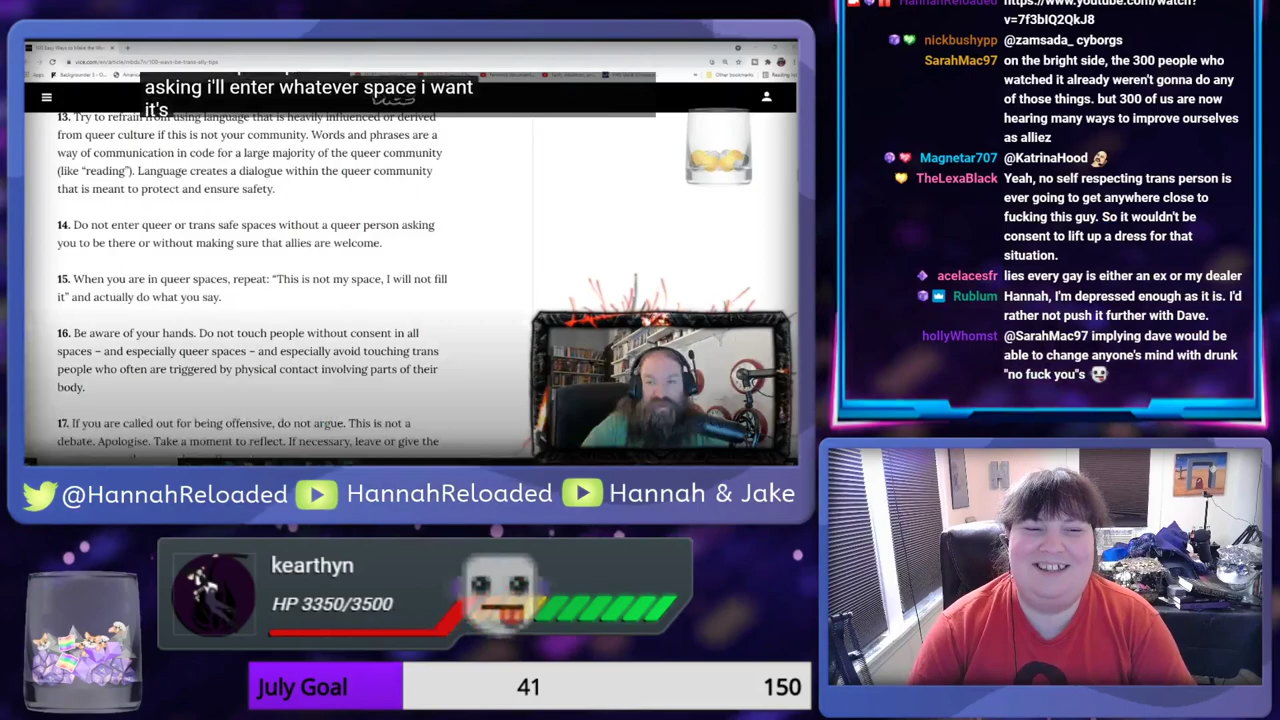 asking i'll enter whatever space i want
it's
13. Try to refrain from using language that is heavily influenced or derived
from queer culture if this is not your community. Words and phrases are a
way of communication in code for a large majority of the queer community
(like “reading”). Language creates a dialogue within the queer community
that is meant to protect and ensure safety.
14. Do not enter queer or trans safe spaces without a queer person asking
you to be there or without making sure that allies are welcome.
15. When you are in queer spaces, repeat: “This is not my space, I will not fill
it” and actually do what you say.
16. Be aware of your hands. Do not touch people without consent in all
spaces – and especially queer spaces – and especially avoid touching trans
people who often are triggered by physical contact involving parts of their
body.
17. If you are called out for being offensive, do not argue. This is not a
debate. Apologise. Take a moment to reflect. If necessary, leave or give the
@HannahReloaded HannahReloaded Hannah & Jake
kearthyn
HP 3350/3500
July Goal 41 150
HannahReloaded https://www.youtube.com/watch?
v=7f3bIQ2QkJ8
nickbushypp @zamsada_ cyborgs
SarahMac97 on the bright side, the 300 people who
watched it already weren't gonna do any
of those things. but 300 of us are now
hearing many ways to improve ourselves
as alliez
Magnetar707 @KatrinaHood
TheLexaBlack Yeah, no self respecting trans person is
ever going to get anywhere close to
fucking this guy. So it wouldn't be
consent to lift up a dress for that
situation.
acelacesfr lies every gay is either an ex or my dealer
Rublum Hannah, I'm depressed enough as it is. I'd
rather not push it further with Dave.
hollyWhomst @SarahMac97 implying dave would be
able to change anyone's mind with drunk
"no fuck you"s